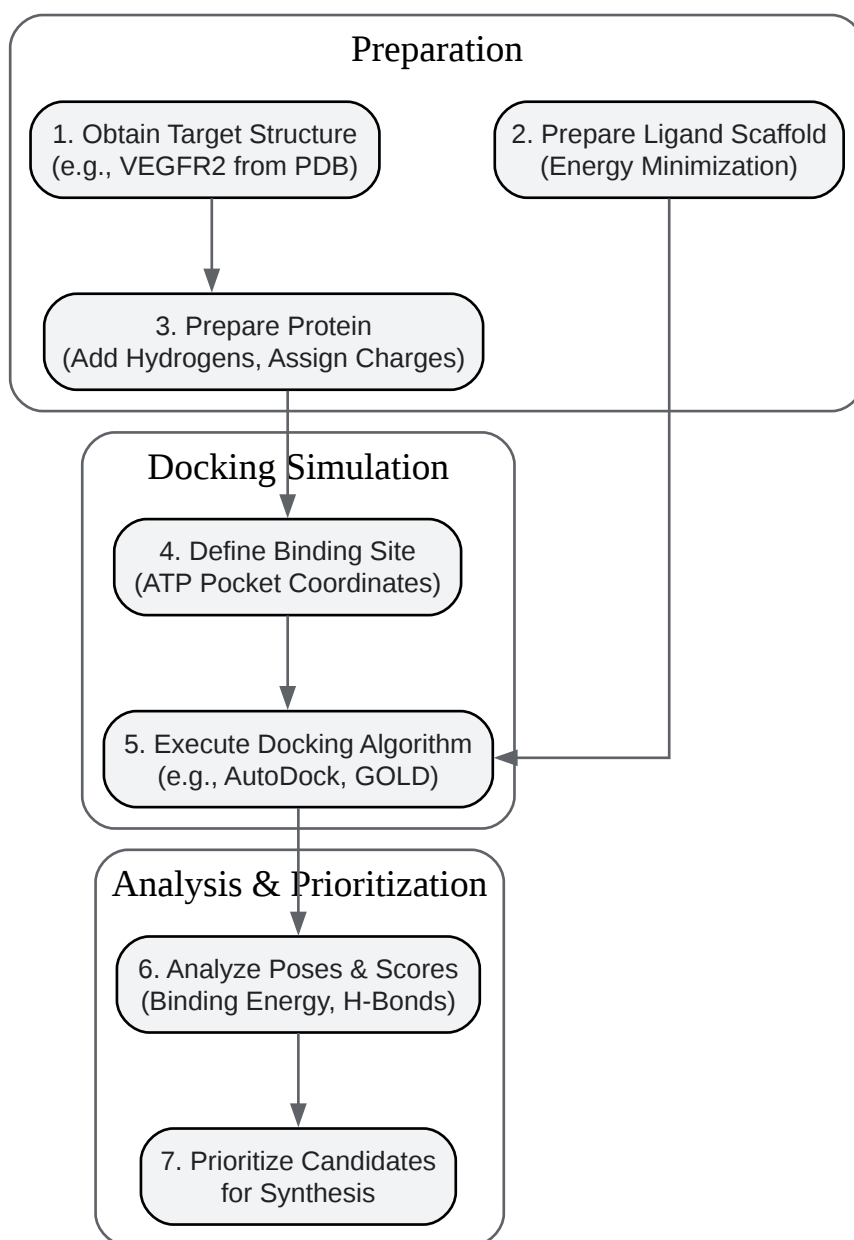 Preparation
1. Obtain Target Structure
(e.g., VEGFR2 from PDB)
2. Prepare Ligand Scaffold
(Energy Minimization)
3. Prepare Protein
(Add Hydrogens, Assign Charges)
Docking Simulation
4. Define Binding Site
(ATP Pocket Coordinates)
5. Execute Docking Algorithm
(e.g., AutoDock, GOLD)
Analysis & Prioritization
6. Analyze Poses & Scores
(Binding Energy, H-Bonds)
7. Prioritize Candidates
for Synthesis